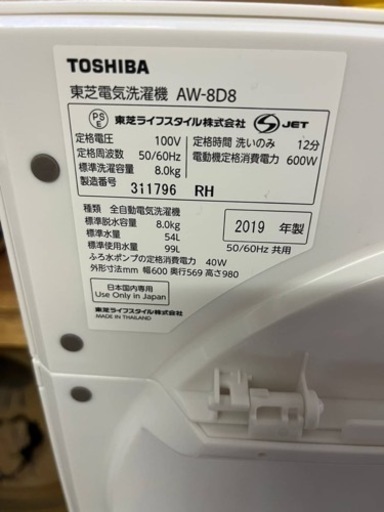 TOSHIBA
東芝電気洗濯機 AW-8D8
PS E 東芝ライフスタイル株式会社 S JET
定格電圧 100V
定格周波数 50/60Hz
標準洗濯容量 8.0kg
製造番号 311796 RH
定格時間 洗いのみ 12分
電動機定格消費電力 600W
種類 全自動電気洗濯機
標準脱水容量 8.0kg
標準水量 54L
標準使用水量 99L
ふろ水ポンプの定格消費電力 40W
外形寸法mm 幅600 奥行569 高さ980
2019 年製
50/60Hz 共用
日本国内専用
Use Only in Japan
東芝ライフスタイル株式会社
MADE IN THAILAND